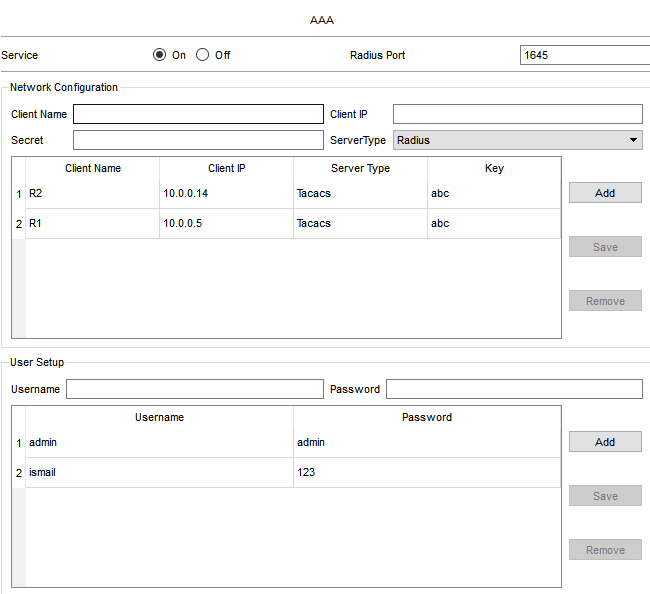 AAA
Service On Off Radius Port 1645
Network Configuration
Client Name Client IP
Secret ServerType Radius
Client Name Client IP Server Type Key
1 R2 10.0.0.14 Tacacs abc Add
2 R1 10.0.0.5 Tacacs abc
Save
Remove
User Setup
Username Password
Username Password
1 admin admin Add
2 ismail 123
Save
Remove